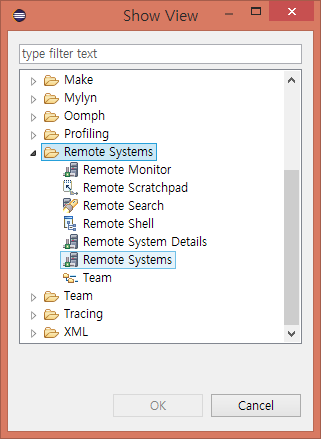 Show View
type filter text
Make
Mylyn
Oomph
Profiling
Remote Systems
Remote Monitor
Remote Scratchpad
Remote Search
Remote Shell
Remote System Details
Remote Systems
Team
Team
Tracing
XML
OK
Cancel